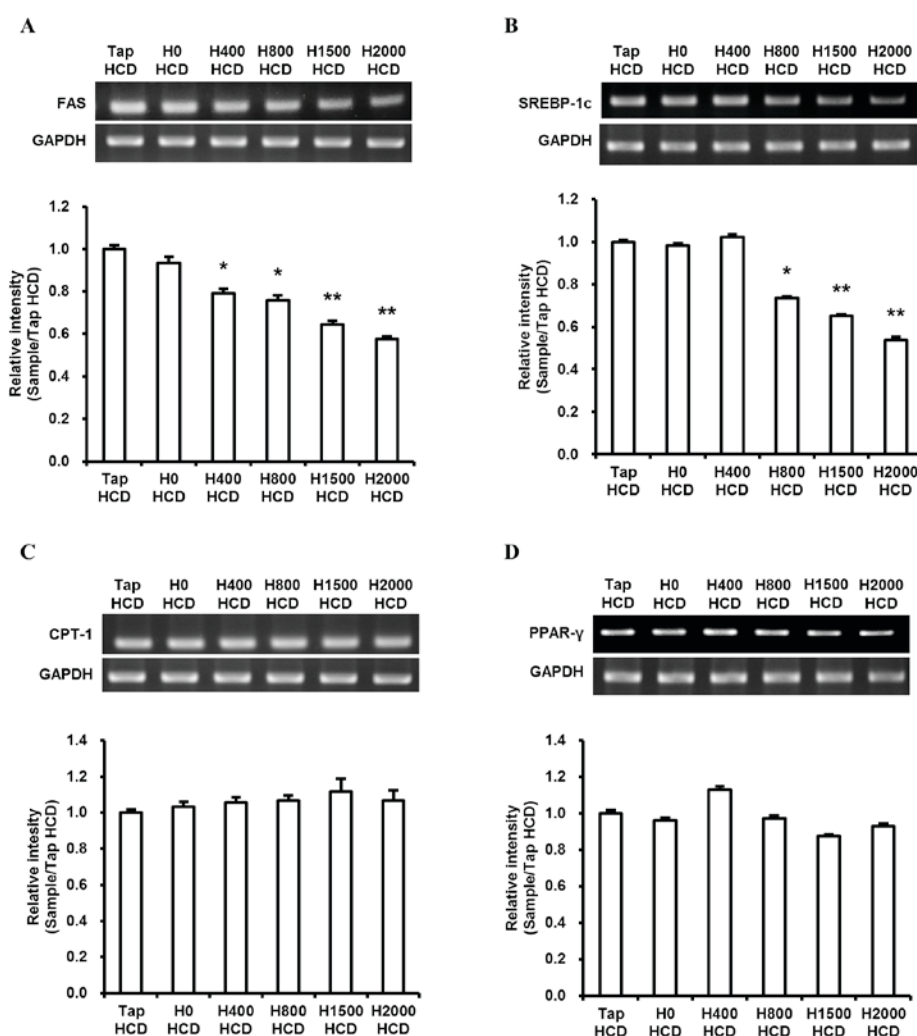 A
Tap H0 H400 H800 H1500 H2000
HCD HCD HCD HCD HCD HCD
FAS
GAPDH
Relative intensity
(Sample/Tap HCD)
1.2
1.0
0.8
0.6
0.4
0.2
0.0
* * ** **
Tap H0 H400 H800 H1500 H2000
HCD HCD HCD HCD HCD HCD
B
Tap H0 H400 H800 H1500 H2000
HCD HCD HCD HCD HCD HCD
SREBP-1c
GAPDH
Relative intensity
(Sample/Tap HCD)
1.2
1.0
0.8
0.6
0.4
0.2
0.0
* ** **
Tap H0 H400 H800 H1500 H2000
HCD HCD HCD HCD HCD HCD
C
Tap H0 H400 H800 H1500 H2000
HCD HCD HCD HCD HCD HCD
CPT-1
GAPDH
Relative intesity
(Sample/Tap HCD)
1.4
1.2
1.0
0.8
0.6
0.4
0.2
0.0
Tap H0 H400 H800 H1500 H2000
HCD HCD HCD HCD HCD HCD
D
Tap H0 H400 H800 H1500 H2000
HCD HCD HCD HCD HCD HCD
PPAR-γ
GAPDH
Relative intensity
(Sample/Tap HCD)
1.4
1.2
1.0
0.8
0.6
0.4
0.2
0.0
Tap H0 H400 H800 H1500 H2000
HCD HCD HCD HCD HCD HCD